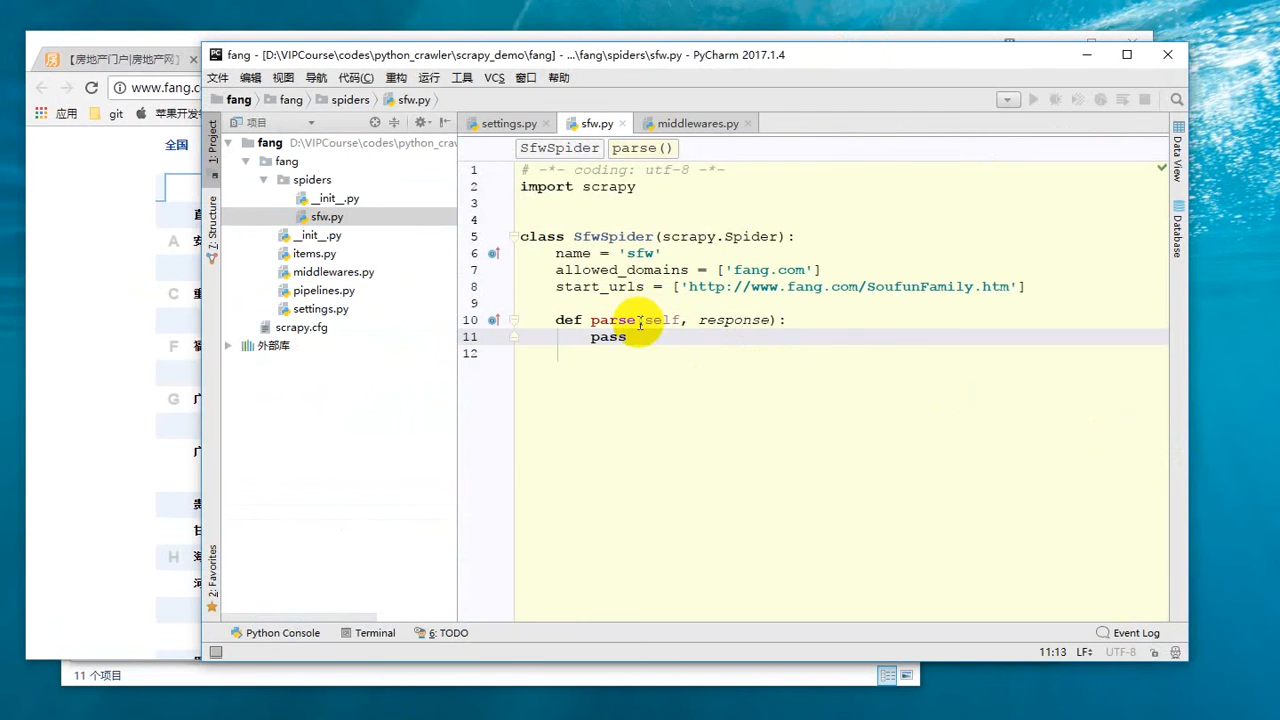 【房地产门户|房地产网】
www.fang.c
应用
git
苹果开发
全国
A
C
F
G
广
广
贵
甘
H
海
河
11 个项目
fang - [D:\VIPCourse\codes\python_crawler\scrapy_demo\fang] - ...\fang\spiders\sfw.py - PyCharm 2017.1.4
文件 编辑 视图 导航 代码(C) 重构 运行 工具 VCS 窗口 帮助
fang fang spiders sfw.py
项目
1: Project
7: Structure
2: Favorites
fang D:\VIPCourse\codes\python_craw
fang
spiders
__init__.py
sfw.py
__init__.py
items.py
middlewares.py
pipelines.py
settings.py
scrapy.cfg
外部库
settings.py sfw.py middlewares.py
SfwSpider parse()
1 # -*- coding: utf-8 -*-
2 import scrapy
3
4
5 class SfwSpider(scrapy.Spider):
6 name = 'sfw'
7 allowed_domains = ['fang.com']
8 start_urls = ['http://www.fang.com/SoufunFamily.htm']
9
10 def parse(self, response):
11 pass
12
Data View
Database
Python Console Terminal 6: TODO Event Log
11:13 LF UTF-8